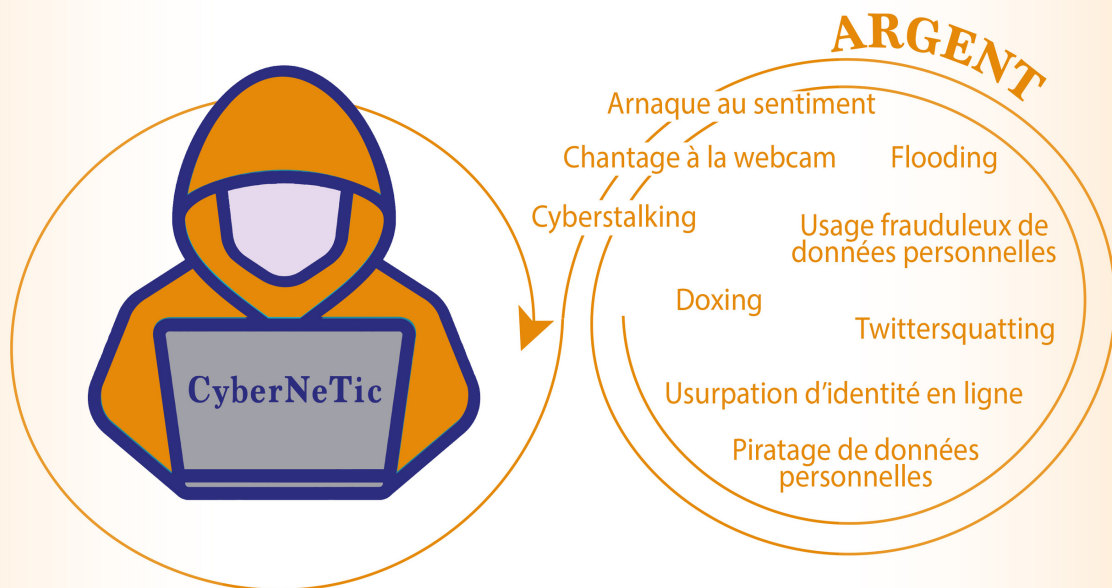 ARGENT
Arnaque au sentiment
Chantage à la webcam
Flooding
Cyberstalking
Usage frauduleux de
données personnelles
Doxing
Twittersquatting
Usurpation d'identité en ligne
Piratage de données
personnelles
CyberNeTic